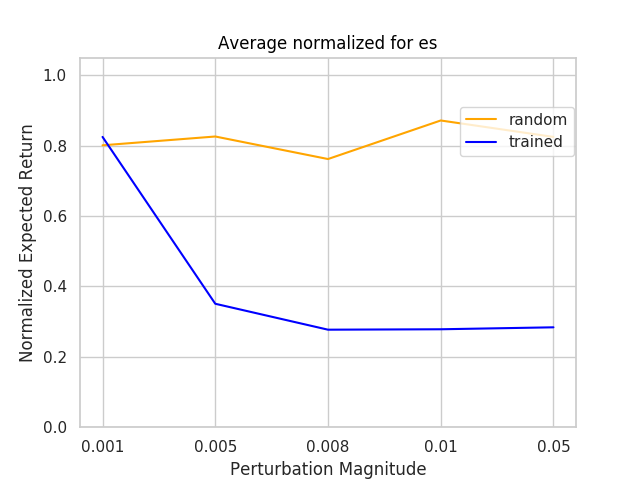 Average normalized for es
Normalized Expected Return
1.0
0.8
0.6
0.4
0.2
0.0
random
trained
0.001
0.005
0.008
0.01
0.05
Perturbation Magnitude